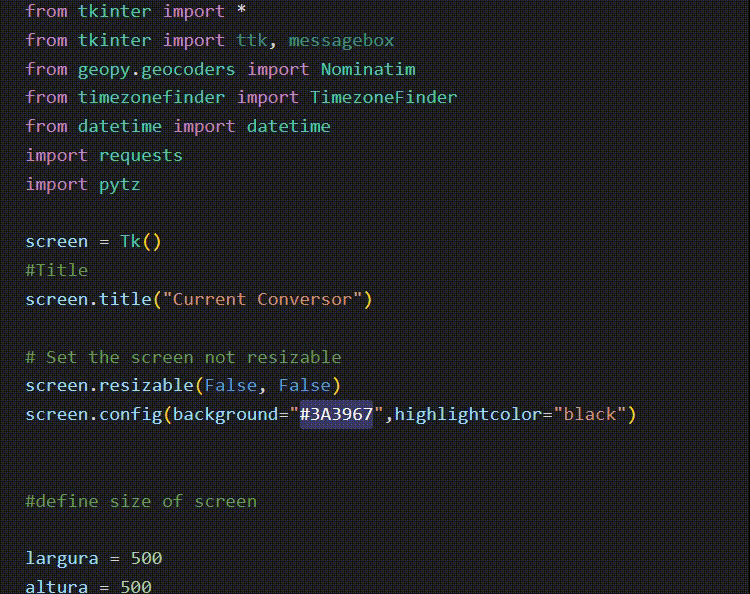 from tkinter import *
from tkinter import ttk, messagebox
from geopy.geocoders import Nominatim
from timezonefinder import TimezoneFinder
from datetime import datetime
import requests
import pytz
screen = Tk()
#Title
screen.title("Current Conversor")
# Set the screen not resizable
screen.resizable(False, False)
screen.config(background="#3A3967",highlightcolor="black")
#define size of screen
largura = 500
altura = 500